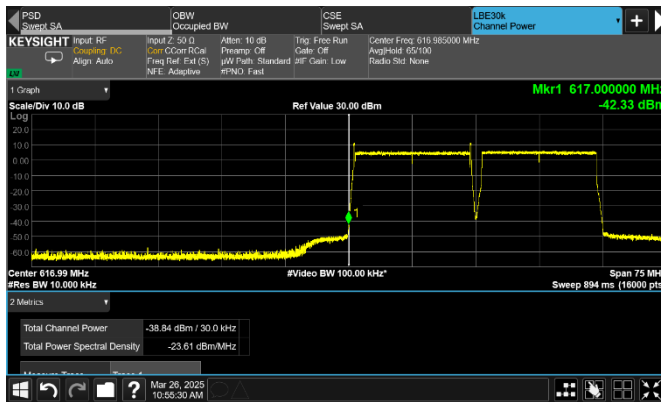 PSD
Swept SA
OBW
Occupied BW
CSE
Swept SA
LBE30k
Channel Power
KEYSIGHT
Input: RF
Coupling: DC
Align: Auto
Input Z: 50 Ω
Corr CCorr RCal
Freq Ref: Ext (S)
NFE: Adaptive
Atten: 10 dB
Preamp: Off
µW Path: Standard
#PNO: Fast
Trig: Free Run
Gate: Off
#IF Gain: Low
Center Freq: 616.985000 MHz
Avg|Hold: 65/100
Radio Std: None
1 Graph
Mkr1 617.000000 MHz
Scale/Div 10.0 dB
Ref Value 30.00 dBm
-42.33 dBm
Log
20.0
10.0
0.00
-10.0
-20.0
-30.0
-40.0
-50.0
-60.0
1
Center 616.99 MHz
#Video BW 100.00 kHz*
Span 75 MH
#Res BW 10.000 kHz
Sweep 894 ms (16000 pts
2 Metrics
Total Channel Power
-38.84 dBm / 30.0 kHz
Total Power Spectral Density
-23.61 dBm/MHz
Mar 26, 2025
10:55:30 AM